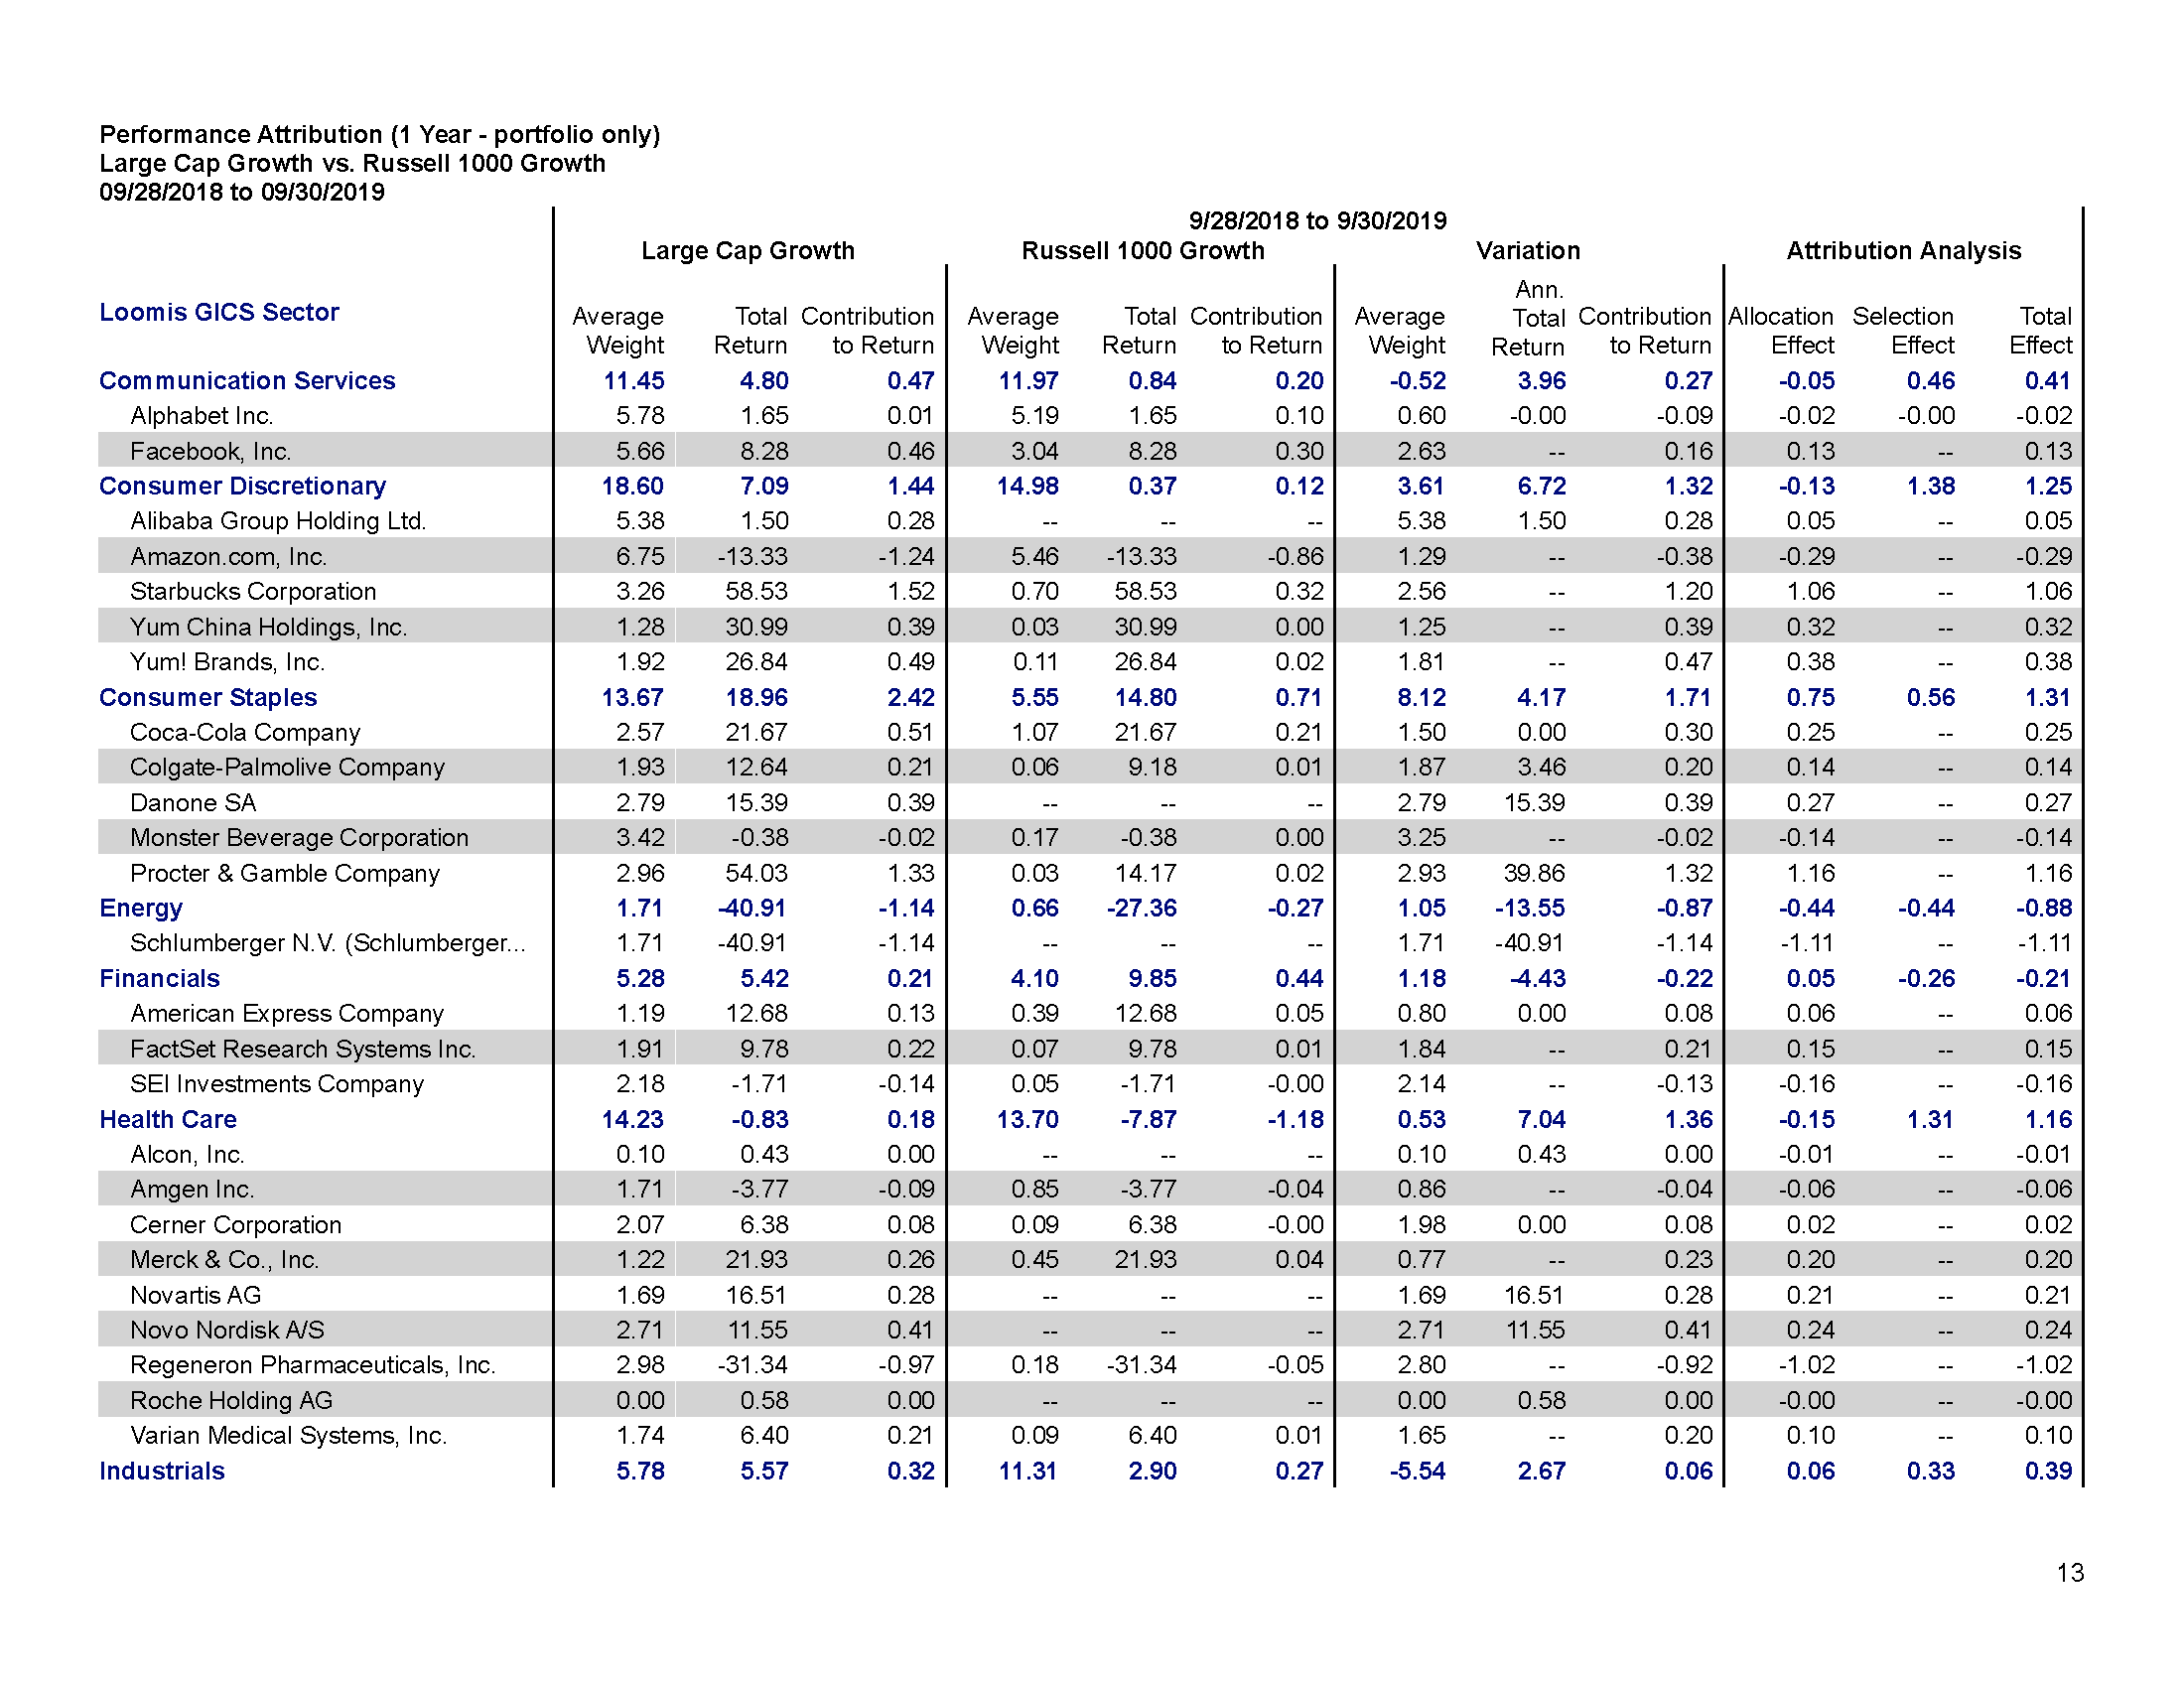 Performance Attribution (1 Year - portfolio only)
Large Cap Growth vs. Russell 1000 Growth
09/28/2018 to 09/30/2019
9/28/2018 to 9/30/2019
Large Cap Growth Russell 1000 Growth Variation Attribution Analysis
Loomis GICS Sector Average Weight Total Return Contribution to Return Average Weight Total Return Contribution to Return Average Weight Ann. Total Return Contribution to Return Allocation Effect Selection Effect Total Effect
Communication Services 11.45 4.80 0.47 11.97 0.84 0.20 -0.52 3.96 0.27 -0.05 0.46 0.41
Alphabet Inc. 5.78 1.65 0.01 5.19 1.65 0.10 0.60 -0.00 -0.09 -0.02 -0.00 -0.02
Facebook, Inc. 5.66 8.28 0.46 3.04 8.28 0.30 2.63 -- 0.16 0.13 -- 0.13
Consumer Discretionary 18.60 7.09 1.44 14.98 0.37 0.12 3.61 6.72 1.32 -0.13 1.38 1.25
Alibaba Group Holding Ltd. 5.38 1.50 0.28 -- -- -- 5.38 1.50 0.28 0.05 -- 0.05
Amazon.com, Inc. 6.75 -13.33 -1.24 5.46 -13.33 -0.86 1.29 -- -0.38 -0.29 -- -0.29
Starbucks Corporation 3.26 58.53 1.52 0.70 58.53 0.32 2.56 -- 1.20 1.06 -- 1.06
Yum China Holdings, Inc. 1.28 30.99 0.39 0.03 30.99 0.00 1.25 -- 0.39 0.32 -- 0.32
Yum! Brands, Inc. 1.92 26.84 0.49 0.11 26.84 0.02 1.81 -- 0.47 0.38 -- 0.38
Consumer Staples 13.67 18.96 2.42 5.55 14.80 0.71 8.12 4.17 1.71 0.75 0.56 1.31
Coca-Cola Company 2.57 21.67 0.51 1.07 21.67 0.21 1.50 0.00 0.30 0.25 -- 0.25
Colgate-Palmolive Company 1.93 12.64 0.21 0.06 9.18 0.01 1.87 3.46 0.20 0.14 -- 0.14
Danone SA 2.79 15.39 0.39 -- -- -- 2.79 15.39 0.39 0.27 -- 0.27
Monster Beverage Corporation 3.42 -0.38 -0.02 0.17 -0.38 0.00 3.25 -- -0.02 -0.14 -- -0.14
Procter & Gamble Company 2.96 54.03 1.33 0.03 14.17 0.02 2.93 39.86 1.32 1.16 -- 1.16
Energy 1.71 -40.91 -1.14 0.66 -27.36 -0.27 1.05 -13.55 -0.87 -0.44 -0.44 -0.88
Schlumberger N.V. (Schlumberger... 1.71 -40.91 -1.14 -- -- -- 1.71 -40.91 -1.14 -1.11 -- -1.11
Financials 5.28 5.42 0.21 4.10 9.85 0.44 1.18 -4.43 -0.22 0.05 -0.26 -0.21
American Express Company 1.19 12.68 0.13 0.39 12.68 0.05 0.80 0.00 0.08 0.06 -- 0.06
FactSet Research Systems Inc. 1.91 9.78 0.22 0.07 9.78 0.01 1.84 -- 0.21 0.15 -- 0.15
SEI Investments Company 2.18 -1.71 -0.14 0.05 -1.71 -0.00 2.14 -- -0.13 -0.16 -- -0.16
Health Care 14.23 -0.83 0.18 13.70 -7.87 -1.18 0.53 7.04 1.36 -0.15 1.31 1.16
Alcon, Inc. 0.10 0.43 0.00 -- -- -- 0.10 0.43 0.00 -0.01 -- -0.01
Amgen Inc. 1.71 -3.77 -0.09 0.85 -3.77 -0.04 0.86 -- -0.04 -0.06 -- -0.06
Cerner Corporation 2.07 6.38 0.08 0.09 6.38 -0.00 1.98 0.00 0.08 0.02 -- 0.02
Merck & Co., Inc. 1.22 21.93 0.26 0.45 21.93 0.04 0.77 -- 0.23 0.20 -- 0.20
Novartis AG 1.69 16.51 0.28 -- -- -- 1.69 16.51 0.28 0.21 -- 0.21
Novo Nordisk A/S 2.71 11.55 0.41 -- -- -- 2.71 11.55 0.41 0.24 -- 0.24
Regeneron Pharmaceuticals, Inc. 2.98 -31.34 -0.97 0.18 -31.34 -0.05 2.80 -- -0.92 -1.02 -- -1.02
Roche Holding AG 0.00 0.58 0.00 -- -- -- 0.00 0.58 0.00 -0.00 -- -0.00
Varian Medical Systems, Inc. 1.74 6.40 0.21 0.09 6.40 0.01 1.65 -- 0.20 0.10 -- 0.10
Industrials 5.78 5.57 0.32 11.31 2.90 0.27 -5.54 2.67 0.06 0.06 0.33 0.39
13